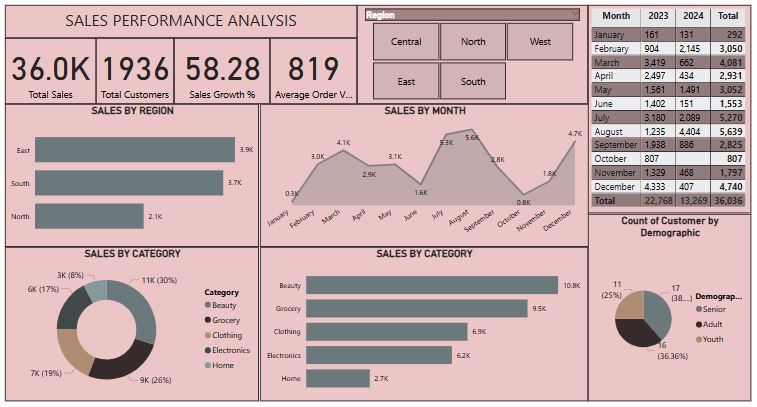 SALES PERFORMANCE ANALYSIS
36.0K
Total Sales
1936
Total Customers
58.28
Sales Growth %
819
Average Order V...
Region
Central
North
West
East
South
Month 2023 2024 Total
January 161 131 292
February 904 2,145 3,050
March 3,419 662 4,081
April 2,497 434 2,931
May 1,561 1,491 3,052
June 1,402 151 1,553
July 3,180 2,089 5,270
August 1,235 4,404 5,639
September 1,938 886 2,825
October 807 807
November 1,329 468 1,797
December 4,333 407 4,740
Total 22,768 13,269 36,036
SALES BY REGION
East 3.9K
South 3.7K
North 2.1K
SALES BY MONTH
0.3K
3.0K
4.1K
2.9K
3.1K
1.6K
5.3K
5.6K
2.8K
0.8K
1.8K
4.7K
January
February
March
April
May
June
July
August
September
October
November
December
SALES BY CATEGORY
3K (8%)
11K (30%)
6K (17%)
7K (19%)
9K (26%)
Category
Beauty
Grocery
Clothing
Electronics
Home
SALES BY CATEGORY
Beauty 10.8K
Grocery 9.5K
Clothing 6.9K
Electronics 6.2K
Home 2.7K
Count of Customer by
Demographic
11
(25%)
17
(38....)
16
(36.36%)
Demograp...
Senior
Adult
Youth